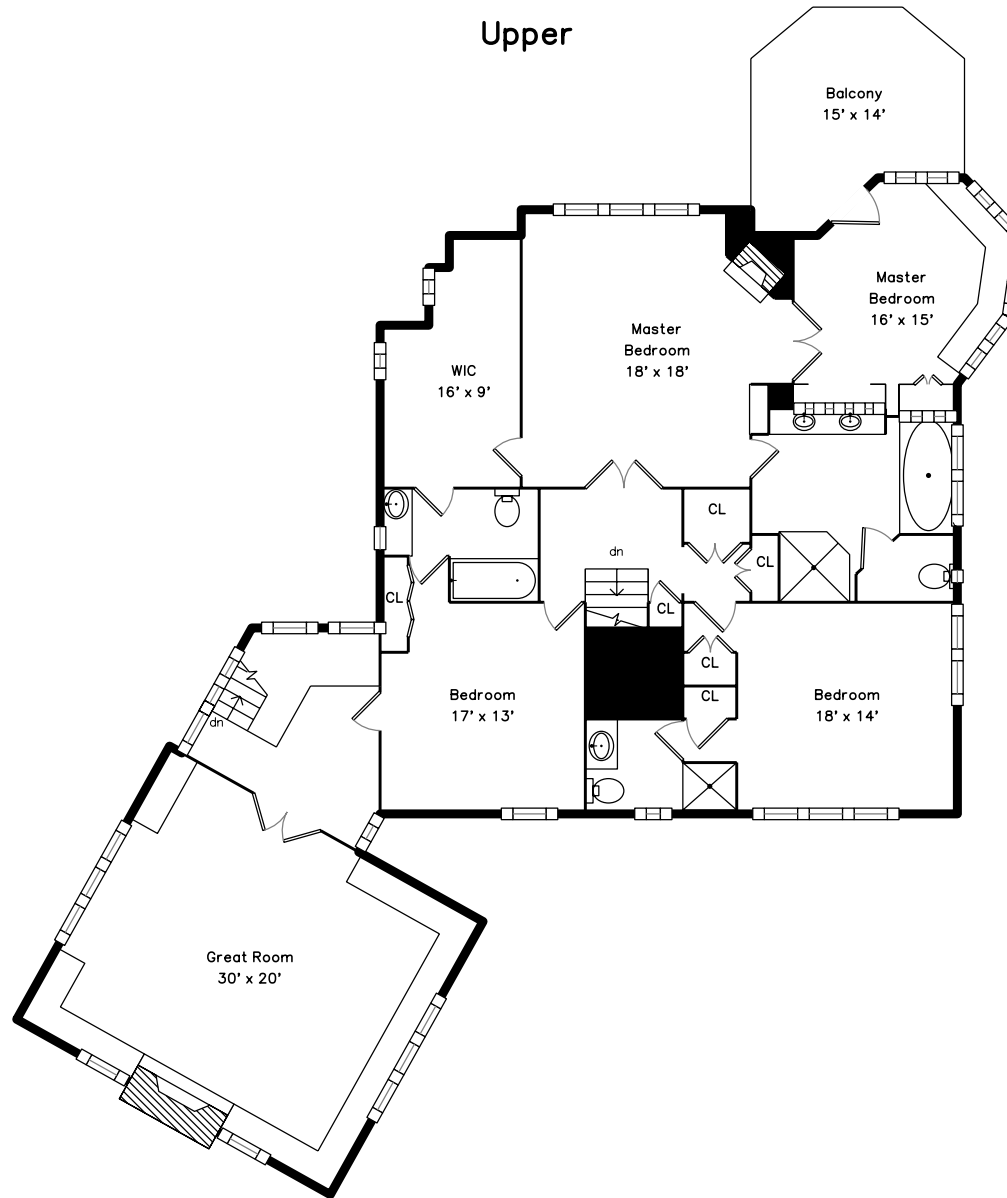 Upper
Balcony
15' x 14'
Master
Bedroom
16' x 15'
Master
Bedroom
18' x 18'
WIC
16' x 9'
CL
dn
CL
CL
CL
CL
CL
Bedroom
17' x 13'
Bedroom
18' x 14'
dn
Great Room
30' x 20'